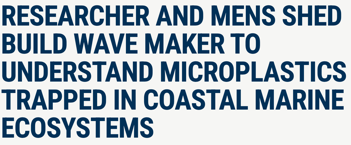 RESEARCHER AND MENS SHED
BUILD WAVE MAKER TO
UNDERSTAND MICROPLASTICS
TRAPPED IN COASTAL MARINE
ECOSYSTEMS